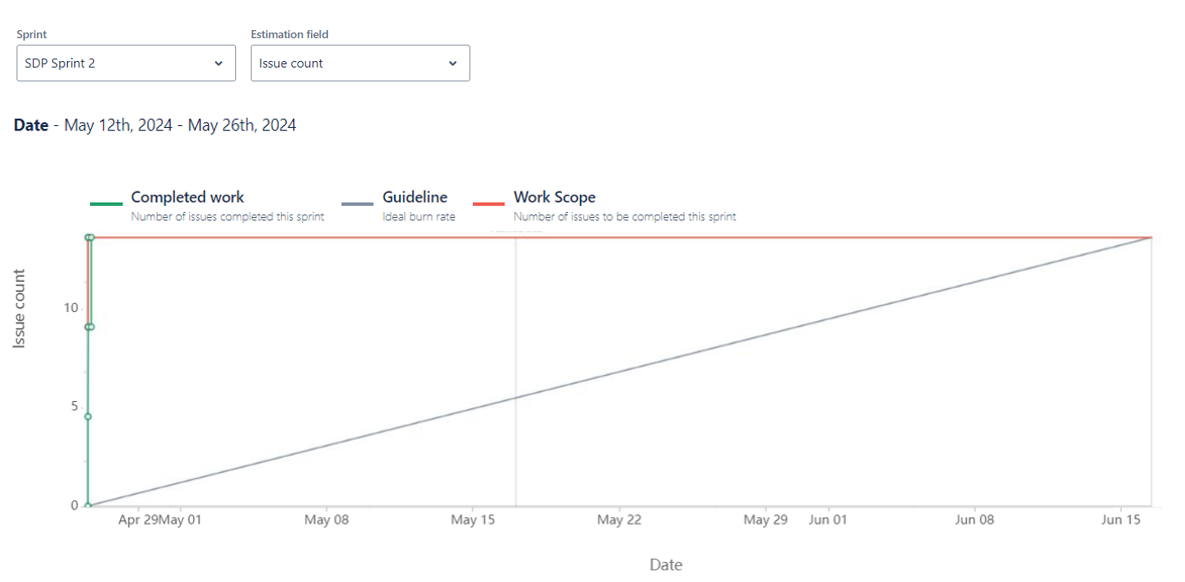 Sprint
Estimation field
SDP Sprint 2
Issue count
Date - May 12th, 2024 - May 26th, 2024
Completed work
Number of issues completed this sprint
Guideline
Ideal burn rate
Work Scope
Number of issues to be completed this sprint
Issue count
10
5
0
Apr 29
May 01
May 08
May 15
May 22
May 29
Jun 01
Jun 08
Jun 15
Date